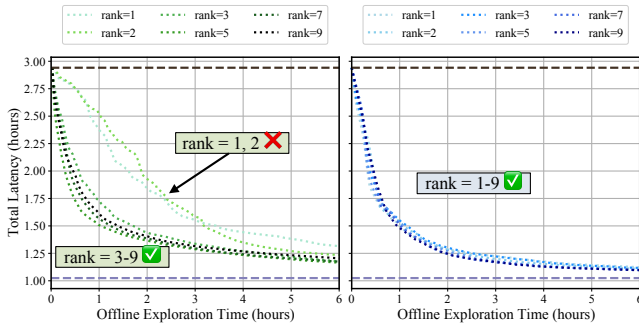 rank=1 rank=3 rank=7
rank=2 rank=5 rank=9
rank=1 rank=3 rank=7
rank=2 rank=5 rank=9
Total Latency (hours)
3.00
2.75
2.50
2.25
2.00
1.75
1.50
1.25
1.00
rank = 1, 2 ❌
rank = 3-9 ✅
0 1 2 3 4 5 6
Offline Exploration Time (hours)
rank = 1-9 ✅
0 1 2 3 4 5 6
Offline Exploration Time (hours)